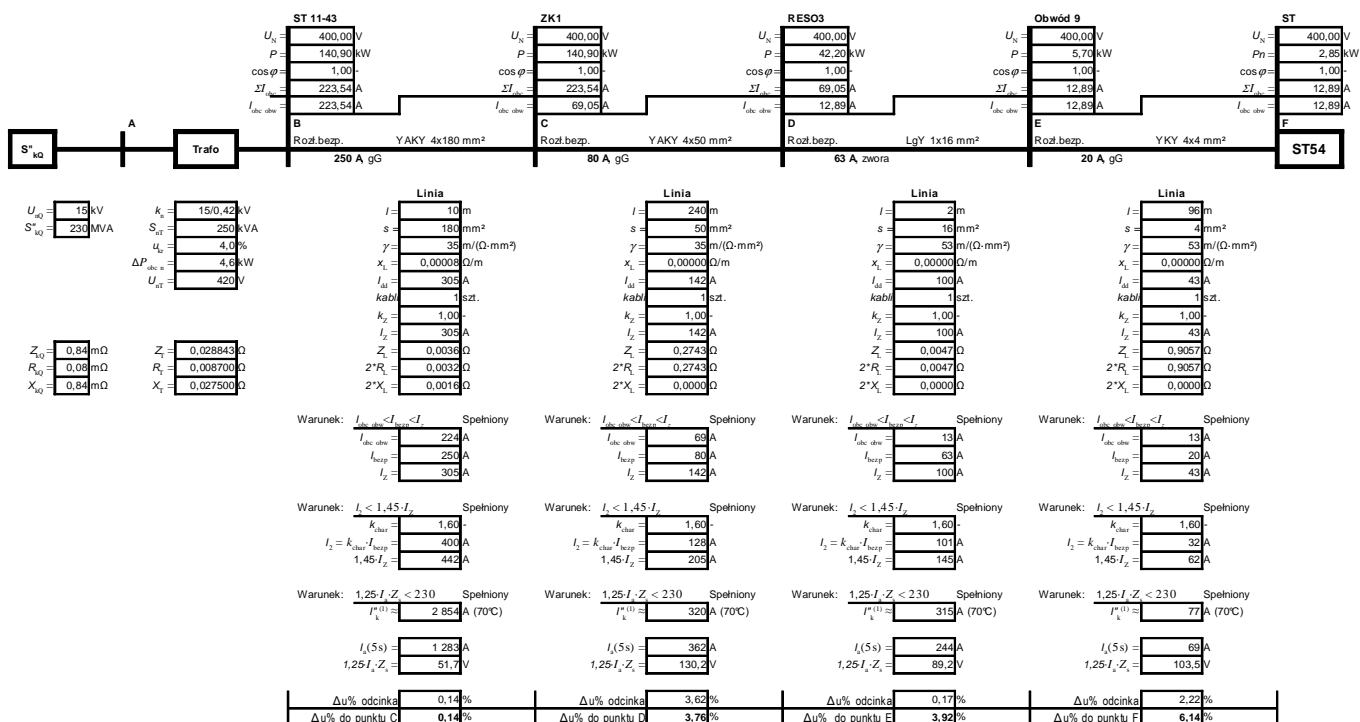 ST 11-43 ZK1 RESO3 Obwód 9 ST
U_N = 400,00 V U_N = 400,00 V U_N = 400,00 V U_N = 400,00 V U_N = 400,00 V
P = 140,90 kW P = 140,90 kW P = 42,20 kW P = 5,70 kW Pn = 2,85 kW
cosφ = 1,00 - cosφ = 1,00 - cosφ = 1,00 - cosφ = 1,00 - cosφ = 1,00 -
ΣI_obc = 223,54 A ΣI_obc = 223,54 A ΣI_obc = 69,05 A ΣI_obc = 12,89 A ΣI_obc = 12,89 A
I_obc obw = 223,54 A I_obc obw = 69,05 A I_obc obw = 12,89 A I_obc obw = 12,89 A I_obc obw = 12,89 A
A B C D E F
S"kQ Trafo Rozł.bezp. YAKY 4x180 mm² Rozł.bezp. YAKY 4x50 mm² Rozł.bezp. LgY 1x16 mm² Rozł.bezp. YKY 4x4 mm² ST54
250 A, gG 80 A, gG 63 A, zwora 20 A, gG
Linia Linia Linia Linia
U_nQ = 15 kV k_n = 15/0,42 kV l = 10 m l = 240 m l = 2 m l = 96 m
S"kQ = 230 MVA S_nT = 250 kVA s = 180 mm² s = 50 mm² s = 16 mm² s = 4 mm²
u_kr = 4,0 % γ = 35 m/(Ω·mm²) γ = 35 m/(Ω·mm²) γ = 53 m/(Ω·mm²) γ = 53 m/(Ω·mm²)
ΔP_obc n = 4,6 kW x_L = 0,00008 Ω/m x_L = 0,00000 Ω/m x_L = 0,00000 Ω/m x_L = 0,00000 Ω/m
U_nT = 420 V I_dd = 305 A I_dd = 142 A I_dd = 100 A I_dd = 43 A
kabli 1 szt. kabli 1 szt. kabli 1 szt. kabli 1 szt.
k_Z = 1,00 - k_Z = 1,00 - k_Z = 1,00 - k_Z = 1,00 -
I_Z = 305 A I_Z = 142 A I_Z = 100 A I_Z = 43 A
Z_kQ = 0,84 mΩ Z_T = 0,028843 Ω Z_L = 0,0036 Ω Z_L = 0,2743 Ω Z_L = 0,0047 Ω Z_L = 0,9057 Ω
R_kQ = 0,08 mΩ R_T = 0,008700 Ω 2*R_L = 0,0032 Ω 2*R_L = 0,2743 Ω 2*R_L = 0,0047 Ω 2*R_L = 0,9057 Ω
X_kQ = 0,84 mΩ X_T = 0,027500 Ω 2*X_L = 0,0016 Ω 2*X_L = 0,0000 Ω 2*X_L = 0,0000 Ω 2*X_L = 0,0000 Ω
Warunek: I_obc obw<I_bezp<I_z Spełniony Warunek: I_obc obw<I_bezp<I_z Spełniony Warunek: I_obc obw<I_bezp<I_z Spełniony Warunek: I_obc obw<I_bezp<I_z Spełniony
I_obc obw = 224 A I_obc obw = 69 A I_obc obw = 13 A I_obc obw = 13 A
I_bezp = 250 A I_bezp = 80 A I_bezp = 63 A I_bezp = 20 A
I_Z = 305 A I_Z = 142 A I_Z = 100 A I_Z = 43 A
Warunek: I_2 < 1,45·I_Z Spełniony Warunek: I_2 < 1,45·I_Z Spełniony Warunek: I_2 < 1,45·I_Z Spełniony Warunek: I_2 < 1,45·I_Z Spełniony
k_char = 1,60 - k_char = 1,60 - k_char = 1,60 - k_char = 1,60 -
I_2 = k_char·I_bezp = 400 A I_2 = k_char·I_bezp = 128 A I_2 = k_char·I_bezp = 101 A I_2 = k_char·I_bezp = 32 A
1,45·I_Z = 442 A 1,45·I_Z = 205 A 1,45·I_Z = 145 A 1,45·I_Z = 62 A
Warunek: 1,25·I_a·Z_s < 230 Spełniony Warunek: 1,25·I_a·Z_s < 230 Spełniony Warunek: 1,25·I_a·Z_s < 230 Spełniony Warunek: 1,25·I_a·Z_s < 230 Spełniony
I"k(1) ≈ 2 854 A (70°C) I"k(1) ≈ 320 A (70°C) I"k(1) ≈ 315 A (70°C) I"k(1) ≈ 77 A (70°C)
I_a(5s) = 1 283 A I_a(5s) = 362 A I_a(5s) = 244 A I_a(5s) = 69 A
1,25·I_a·Z_s = 51,7 V 1,25·I_a·Z_s = 130,2 V 1,25·I_a·Z_s = 89,2 V 1,25·I_a·Z_s = 103,5 V
Δu% odcinka 0,14 % Δu% odcinka 3,62 % Δu% odcinka 0,17 % Δu% odcinka 2,22 %
Δu% do punktu C 0,14 % Δu% do punktu D 3,76 % Δu% do punktu E 3,92 % Δu% do punktu F 6,14 %